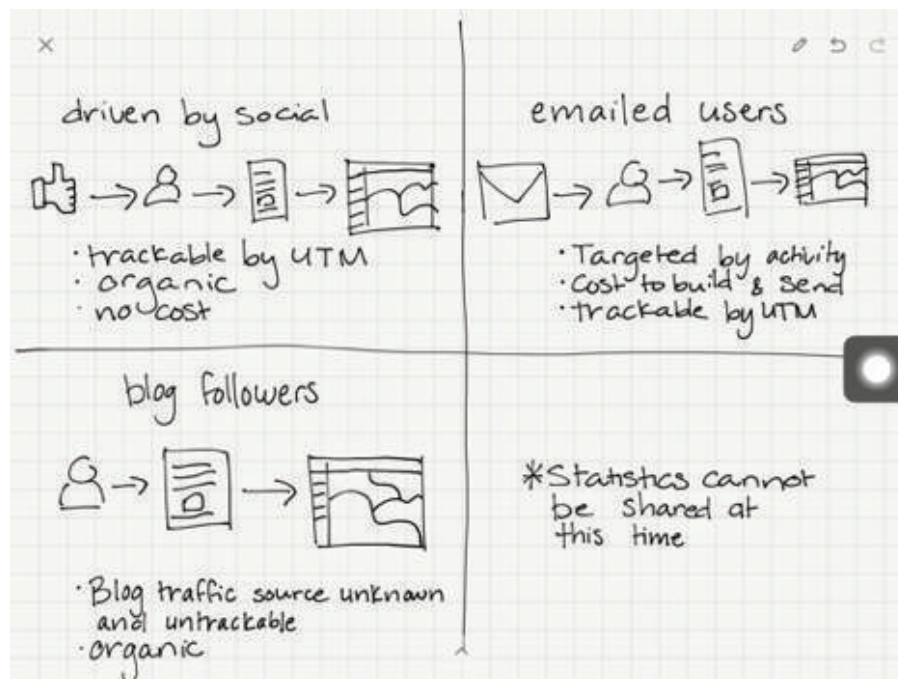 driven by social
· trackable by UTM
· organic
· no cost
emailed users
· Targeted by activity
· Cost to build & send
· trackable by UTM
blog followers
· Blog traffic source unknown
and untrackable
· organic
*Statistics cannot
be shared at
this time